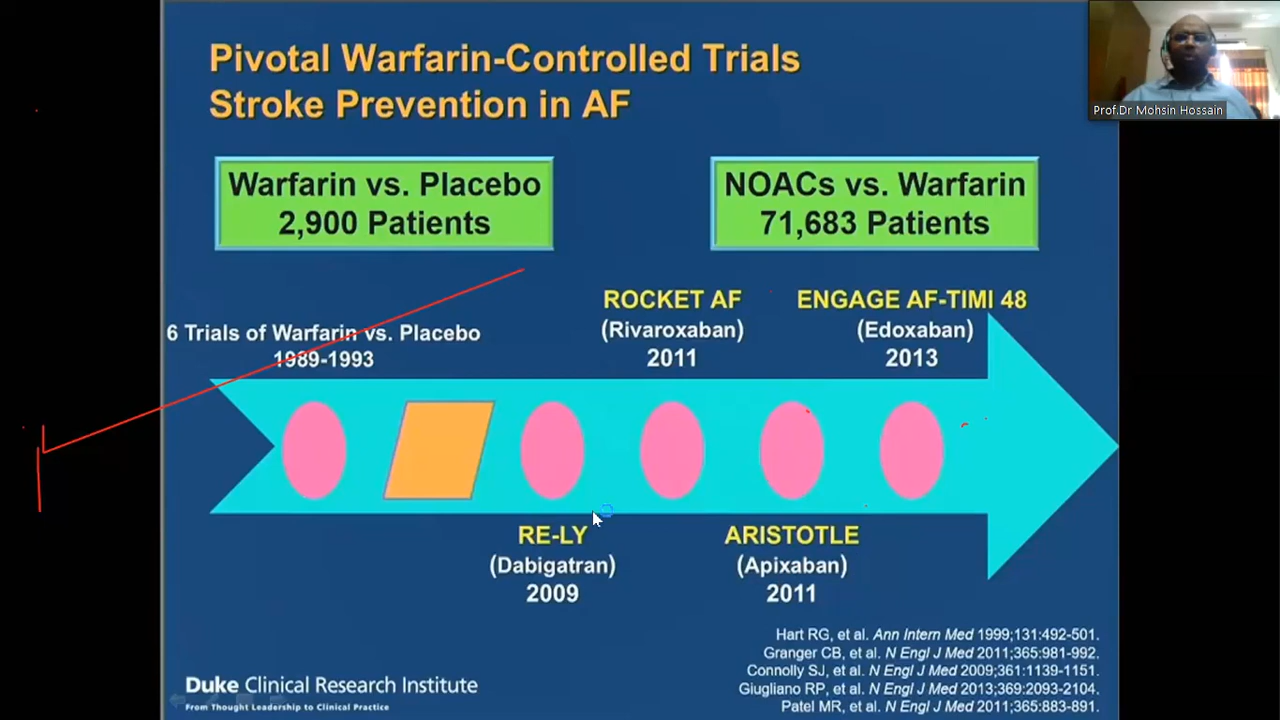 Pivotal Warfarin-Controlled Trials
Stroke Prevention in AF
Prof.Dr Mohsin Hossain
Warfarin vs. Placebo
2,900 Patients
NOACs vs. Warfarin
71,683 Patients
6 Trials of Warfarin vs. Placebo
1989-1993
ROCKET AF
(Rivaroxaban)
2011
ENGAGE AF-TIMI 48
(Edoxaban)
2013
RE-LY
(Dabigatran)
2009
ARISTOTLE
(Apixaban)
2011
Hart RG, et al. Ann Intern Med 1999;131:492-501.
Granger CB, et al. N Engl J Med 2011;365:981-992.
Connolly SJ, et al. N Engl J Med 2009;361:1139-1151.
Giugliano RP, et al. N Engl J Med 2013;369:2093-2104.
Patel MR, et al. N Engl J Med 2011;365:883-891.
Duke Clinical Research Institute
From Thought Leadership to Clinical Practice